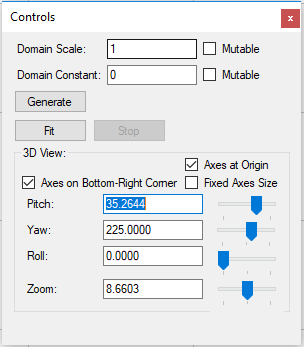 Controls
Domain Scale: 1 Mutable
Domain Constant: 0 Mutable
Generate
Fit Stop
3D View:
Axes at Origin
Axes on Bottom-Right Corner Fixed Axes Size
Pitch: 35.2644
Yaw: 225.0000
Roll: 0.0000
Zoom: 8.6603